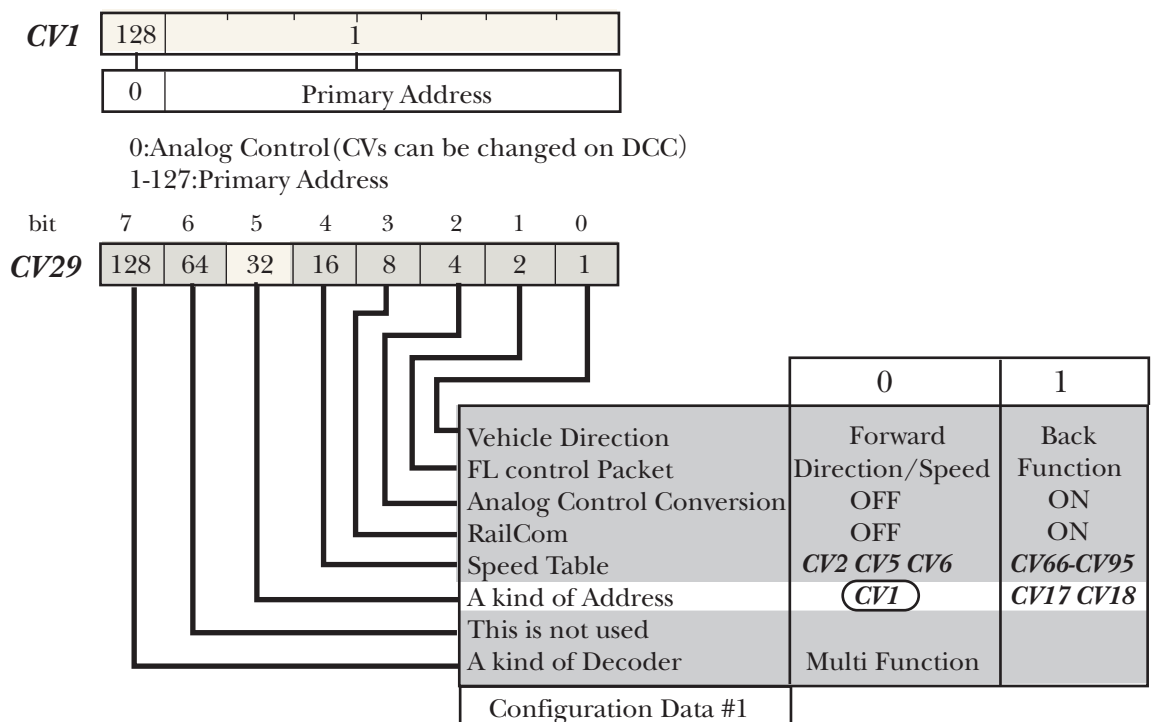 CV1 128 1
0 Primary Address
0:Analog Control(CVs can be changed on DCC)
1-127:Primary Address
bit 7 6 5 4 3 2 1 0
CV29 128 64 32 16 8 4 2 1
0 1
Vehicle Direction Forward Back
FL control Packet Direction/Speed Function
Analog Control Conversion OFF ON
RailCom OFF ON
Speed Table CV2 CV5 CV6 CV66-CV95
A kind of Address CV1 CV17 CV18
This is not used
A kind of Decoder Multi Function
Configuration Data #1